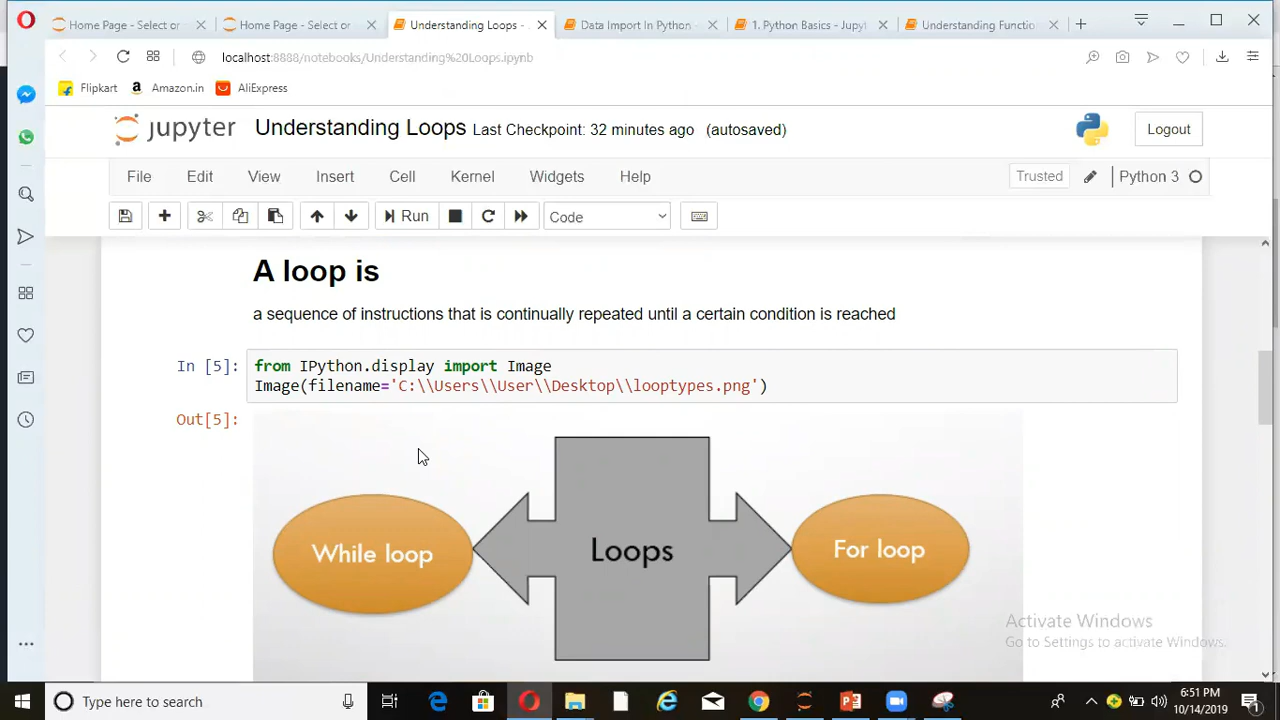 Home Page - Select or
Home Page - Select or
Understanding Loops -
Data Import In Python -
1. Python Basics - Jupyt
Understanding Functio
localhost:8888/notebooks/Understanding%20Loops.ipynb
Flipkart
Amazon.in
AliExpress
jupyter
Understanding Loops Last Checkpoint: 32 minutes ago (autosaved)
Logout
File Edit View Insert Cell Kernel Widgets Help
Trusted
Python 3
Run
Code
A loop is
a sequence of instructions that is continually repeated until a certain condition is reached
In [5]:
from IPython.display import Image
Image(filename='C:\\Users\\User\\Desktop\\looptypes.png')
Out[5]:
While loop
Loops
For loop
Activate Windows
Go to Settings to activate Windows.
Type here to search
6:51 PM
10/14/2019
1